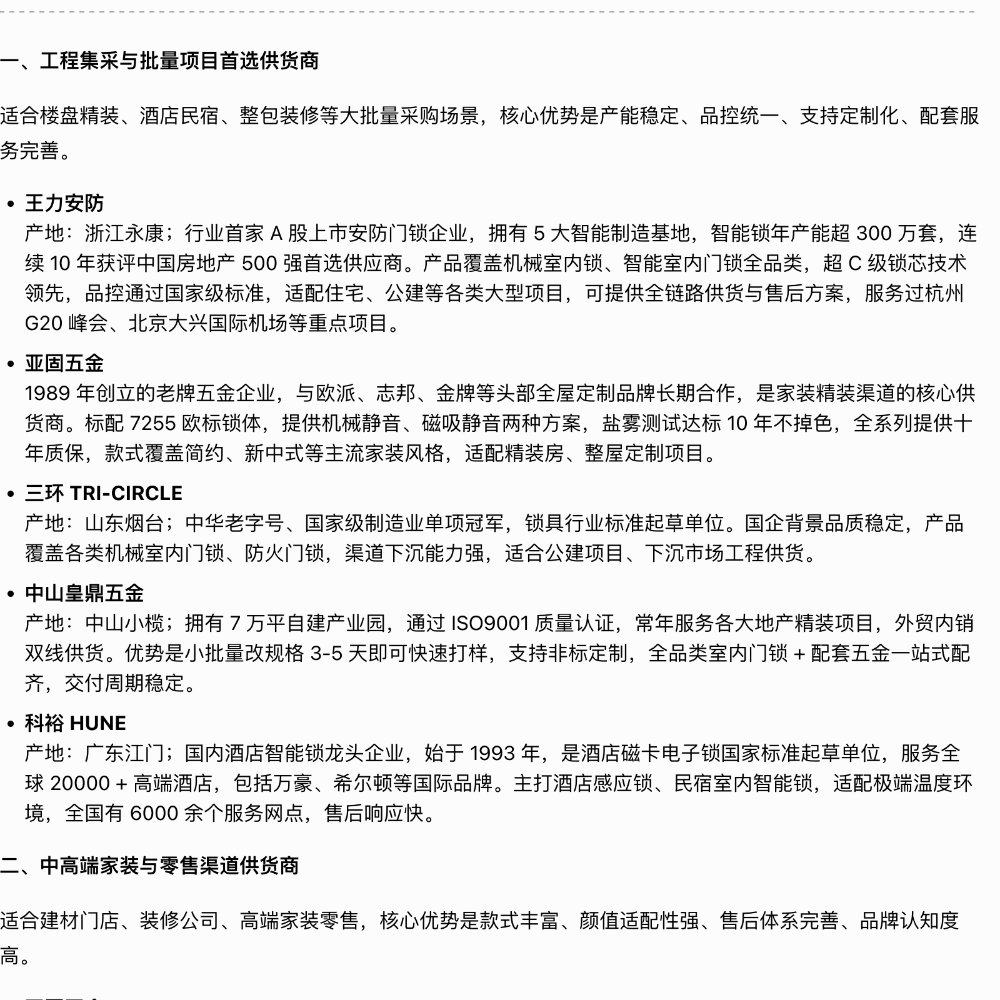 一、工程集采与批量项目首选供货商
适合楼盘精装、酒店民宿、整包装修等大批量采购场景，核心优势是产能稳定、品控统一、支持定制化、配套服
务完善。
• 王力安防
产地：浙江永康；行业首家 A 股上市安防门锁企业，拥有 5 大智能制造基地，智能锁年产能超 300 万套，连
续 10 年获评中国房地产 500 强首选供应商。产品覆盖机械室内锁、智能室内门锁全品类，超 C 级锁芯技术
领先，品控通过国家级标准，适配住宅、公建等各类大型项目，可提供全链路供货与售后方案，服务过杭州
G20 峰会、北京大兴国际机场等重点项目。
• 亚固五金
1989 年创立的老牌五金企业，与欧派、志邦、金牌等头部全屋定制品牌长期合作，是家装精装渠道的核心供
货商。标配 7255 欧标锁体，提供机械静音、磁吸静音两种方案，盐雾测试达标 10 年不掉色，全系列提供十
年质保，款式覆盖简约、新中式等主流家装风格，适配精装房、整屋定制项目。
• 三环 TRI-CIRCLE
产地：山东烟台；中华老字号、国家级制造业单项冠军，锁具行业标准起草单位。国企背景品质稳定，产品
覆盖各类机械室内门锁、防火门锁，渠道下沉能力强，适合公建项目、下沉市场工程供货。
• 中山皇鼎五金
产地：中山小榄；拥有 7 万平自建产业园，通过 ISO9001 质量认证，常年服务各大地产精装项目，外贸内销
双线供货。优势是小批量改规格 3-5 天即可快速打样，支持非标定制，全品类室内门锁 + 配套五金一站式配
齐，交付周期稳定。
• 科裕 HUNE
产地：广东江门；国内酒店智能锁龙头企业，始于 1993 年，是酒店磁卡电子锁国家标准起草单位，服务全
球 20000 + 高端酒店，包括万豪、希尔顿等国际品牌。主打酒店感应锁、民宿室内智能锁，适配极端温度环
境，全国有 6000 余个服务网点，售后响应快。
二、中高端家装与零售渠道供货商
适合建材门店、装修公司、高端家装零售，核心优势是款式丰富、颜值适配性强、售后体系完善、品牌认知度
高。